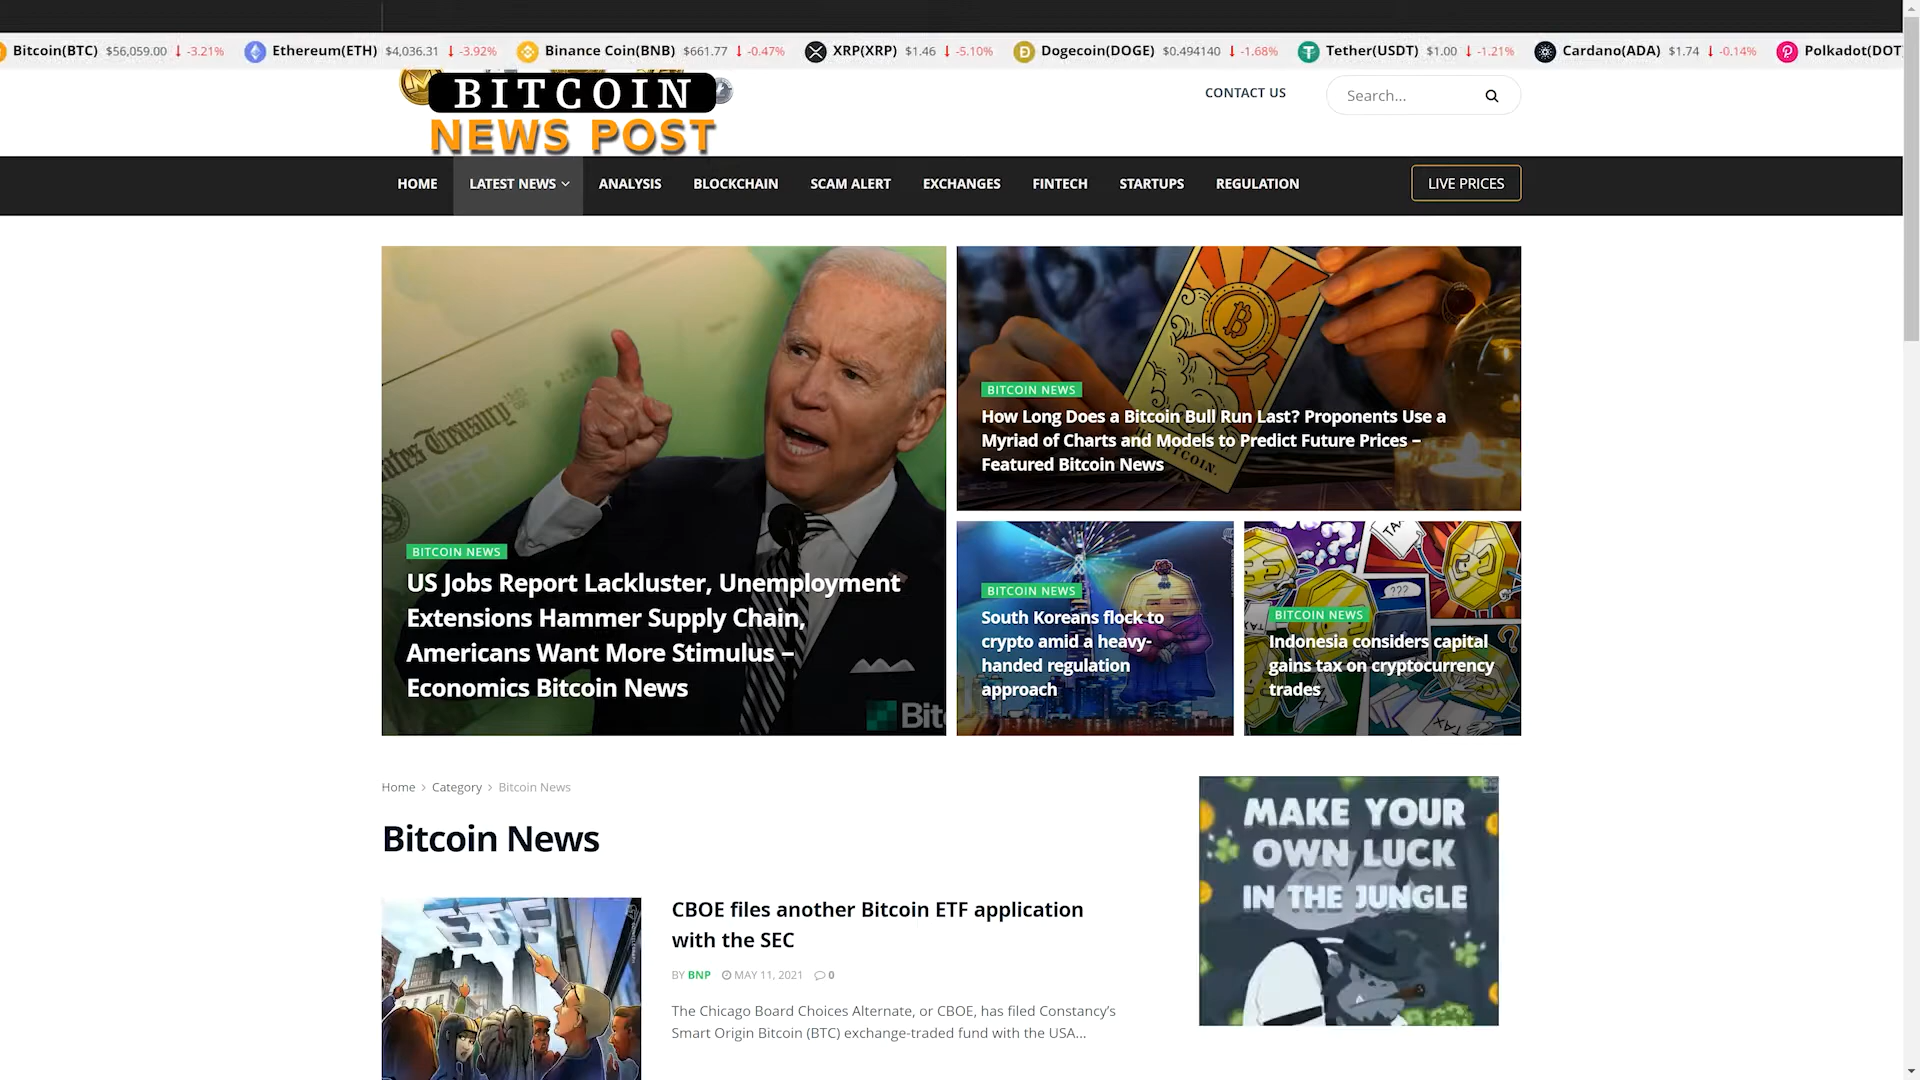 Bitcoin(BTC) $56,059.00 ↓ -3.21% Ethereum(ETH) $4,036.31 ↓ -3.92% Binance Coin(BNB) $661.77 ↓ -0.47% XRP(XRP) $1.46 ↓ -5.10% Dogecoin(DOGE) $0.494140 ↓ -1.68% Tether(USDT) $1.00 ↓ -1.21% Cardano(ADA) $1.74 ↓ -0.14% Polkadot(DOT
BITCOIN
NEWS POST
CONTACT US
Search...
HOME LATEST NEWS ANALYSIS BLOCKCHAIN SCAM ALERT EXCHANGES FINTECH STARTUPS REGULATION LIVE PRICES
ates Treasury
BITCOIN NEWS
US Jobs Report Lackluster, Unemployment
Extensions Hammer Supply Chain,
Americans Want More Stimulus –
Economics Bitcoin News
Bitc
BITCOIN NEWS
How Long Does a Bitcoin Bull Run Last? Proponents Use a
Myriad of Charts and Models to Predict Future Prices –
Featured Bitcoin News
BITCOIN.
BITCOIN NEWS
South Koreans flock to
crypto amid a heavy-
handed regulation
approach
TA
???
BITCOIN NEWS
Indonesia considers capital
gains tax on cryptocurrency
trades
TAX
Home > Category > Bitcoin News
Bitcoin News
ETF
CBOE files another Bitcoin ETF application
with the SEC
BY BNP MAY 11, 2021 0
The Chicago Board Choices Alternate, or CBOE, has filed Constancy's
Smart Origin Bitcoin (BTC) exchange-traded fund with the USA...
MAKE YOUR
OWN LUCK
IN THE JUNGLE